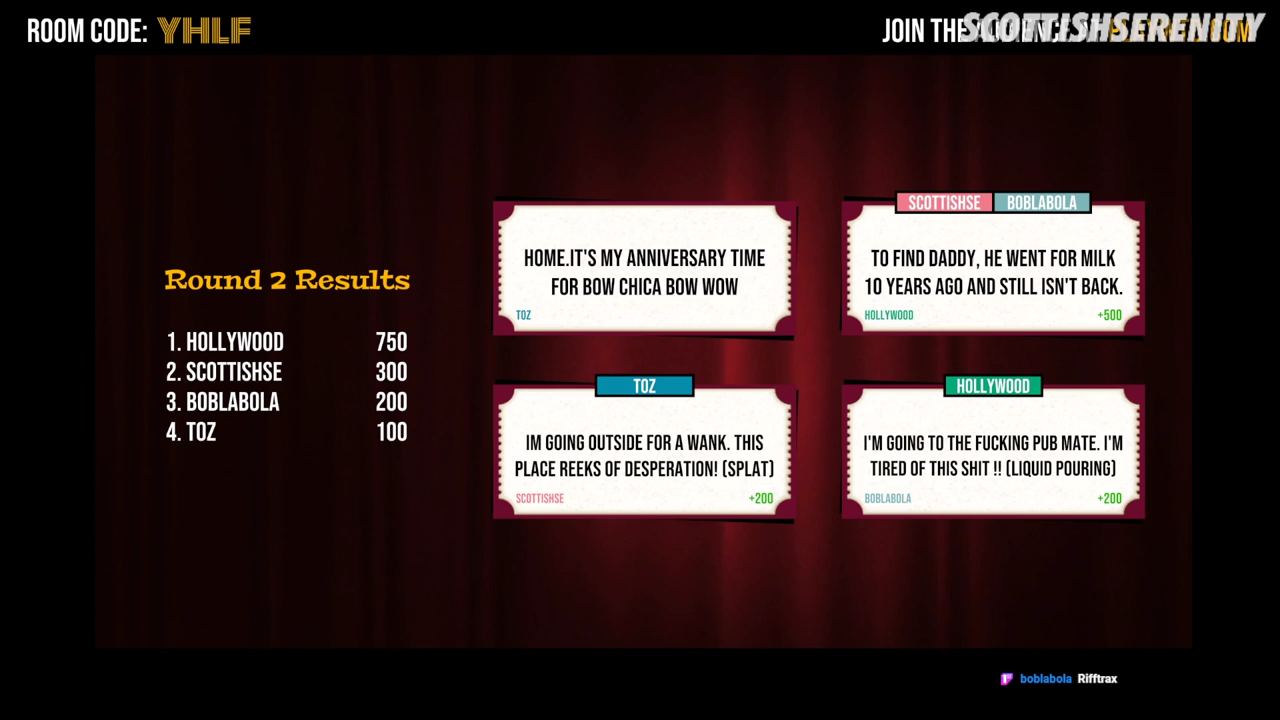 ROOM CODE: YHLF
JOIN THE
SCOTTISHSERENITY
Round 2 Results
1. HOLLYWOOD 750
2. SCOTTISHSE 300
3. BOBLABOLA 200
4. TOZ 100
HOME.IT'S MY ANNIVERSARY TIME
FOR BOW CHICA BOW WOW
TOZ
SCOTTISHSE BOBLABOLA
TO FIND DADDY, HE WENT FOR MILK
10 YEARS AGO AND STILL ISN'T BACK.
HOLLYWOOD +500
TOZ
IM GOING OUTSIDE FOR A WANK. THIS
PLACE REEKS OF DESPERATION! (SPLAT)
SCOTTISHSE +200
HOLLYWOOD
I'M GOING TO THE FUCKING PUB MATE. I'M
TIRED OF THIS SHIT !! (LIQUID POURING)
BOBLABOLA +200
boblabola Rifftrax